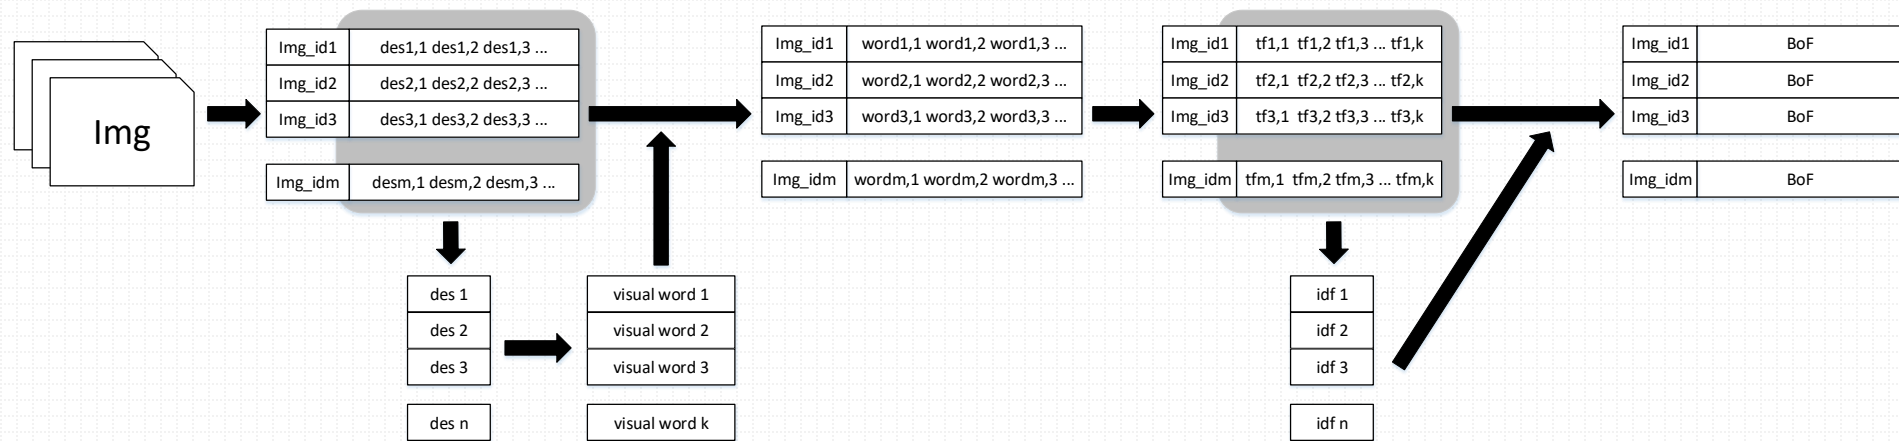 Img
Img_id1 des1,1 des1,2 des1,3 ...
Img_id2 des2,1 des2,2 des2,3 ...
Img_id3 des3,1 des3,2 des3,3 ...
Img_idm desm,1 desm,2 desm,3 ...
des 1
des 2
des 3
des n
visual word 1
visual word 2
visual word 3
visual word k
Img_id1 word1,1 word1,2 word1,3 ...
Img_id2 word2,1 word2,2 word2,3 ...
Img_id3 word3,1 word3,2 word3,3 ...
Img_idm wordm,1 wordm,2 wordm,3 ...
Img_id1 tf1,1 tf1,2 tf1,3 ... tf1,k
Img_id2 tf2,1 tf2,2 tf2,3 ... tf2,k
Img_id3 tf3,1 tf3,2 tf3,3 ... tf3,k
Img_idm tfm,1 tfm,2 tfm,3 ... tfm,k
idf 1
idf 2
idf 3
idf n
Img_id1 BoF
Img_id2 BoF
Img_id3 BoF
Img_idm BoF